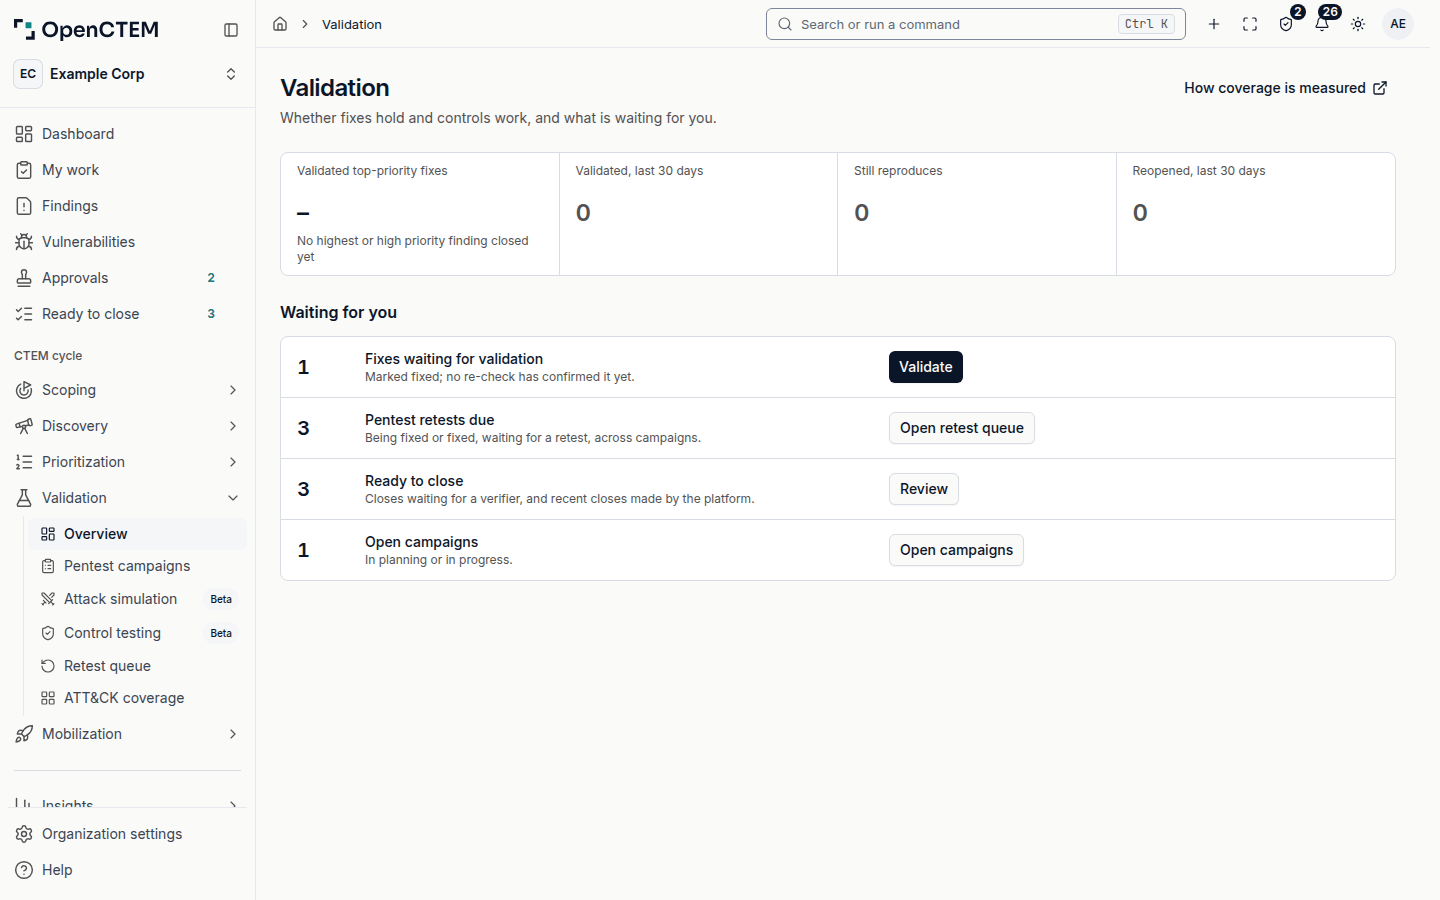 OpenCTEM
EC Example Corp
Dashboard
My work
Findings
Vulnerabilities
Approvals 2
Ready to close 3
CTEM cycle
Scoping
Discovery
Prioritization
Validation
Overview
Pentest campaigns
Attack simulation Beta
Control testing Beta
Retest queue
ATT&CK coverage
Mobilization
Insights
Organization settings
Help
Validation
Search or run a command Ctrl K
2
26
AE
Validation
How coverage is measured
Whether fixes hold and controls work, and what is waiting for you.
Validated top-priority fixes
–
No highest or high priority finding closed
yet
Validated, last 30 days
0
Still reproduces
0
Reopened, last 30 days
0
Waiting for you
1
Fixes waiting for validation
Marked fixed; no re-check has confirmed it yet.
Validate
3
Pentest retests due
Being fixed or fixed, waiting for a retest, across campaigns.
Open retest queue
3
Ready to close
Closes waiting for a verifier, and recent closes made by the platform.
Review
1
Open campaigns
In planning or in progress.
Open campaigns